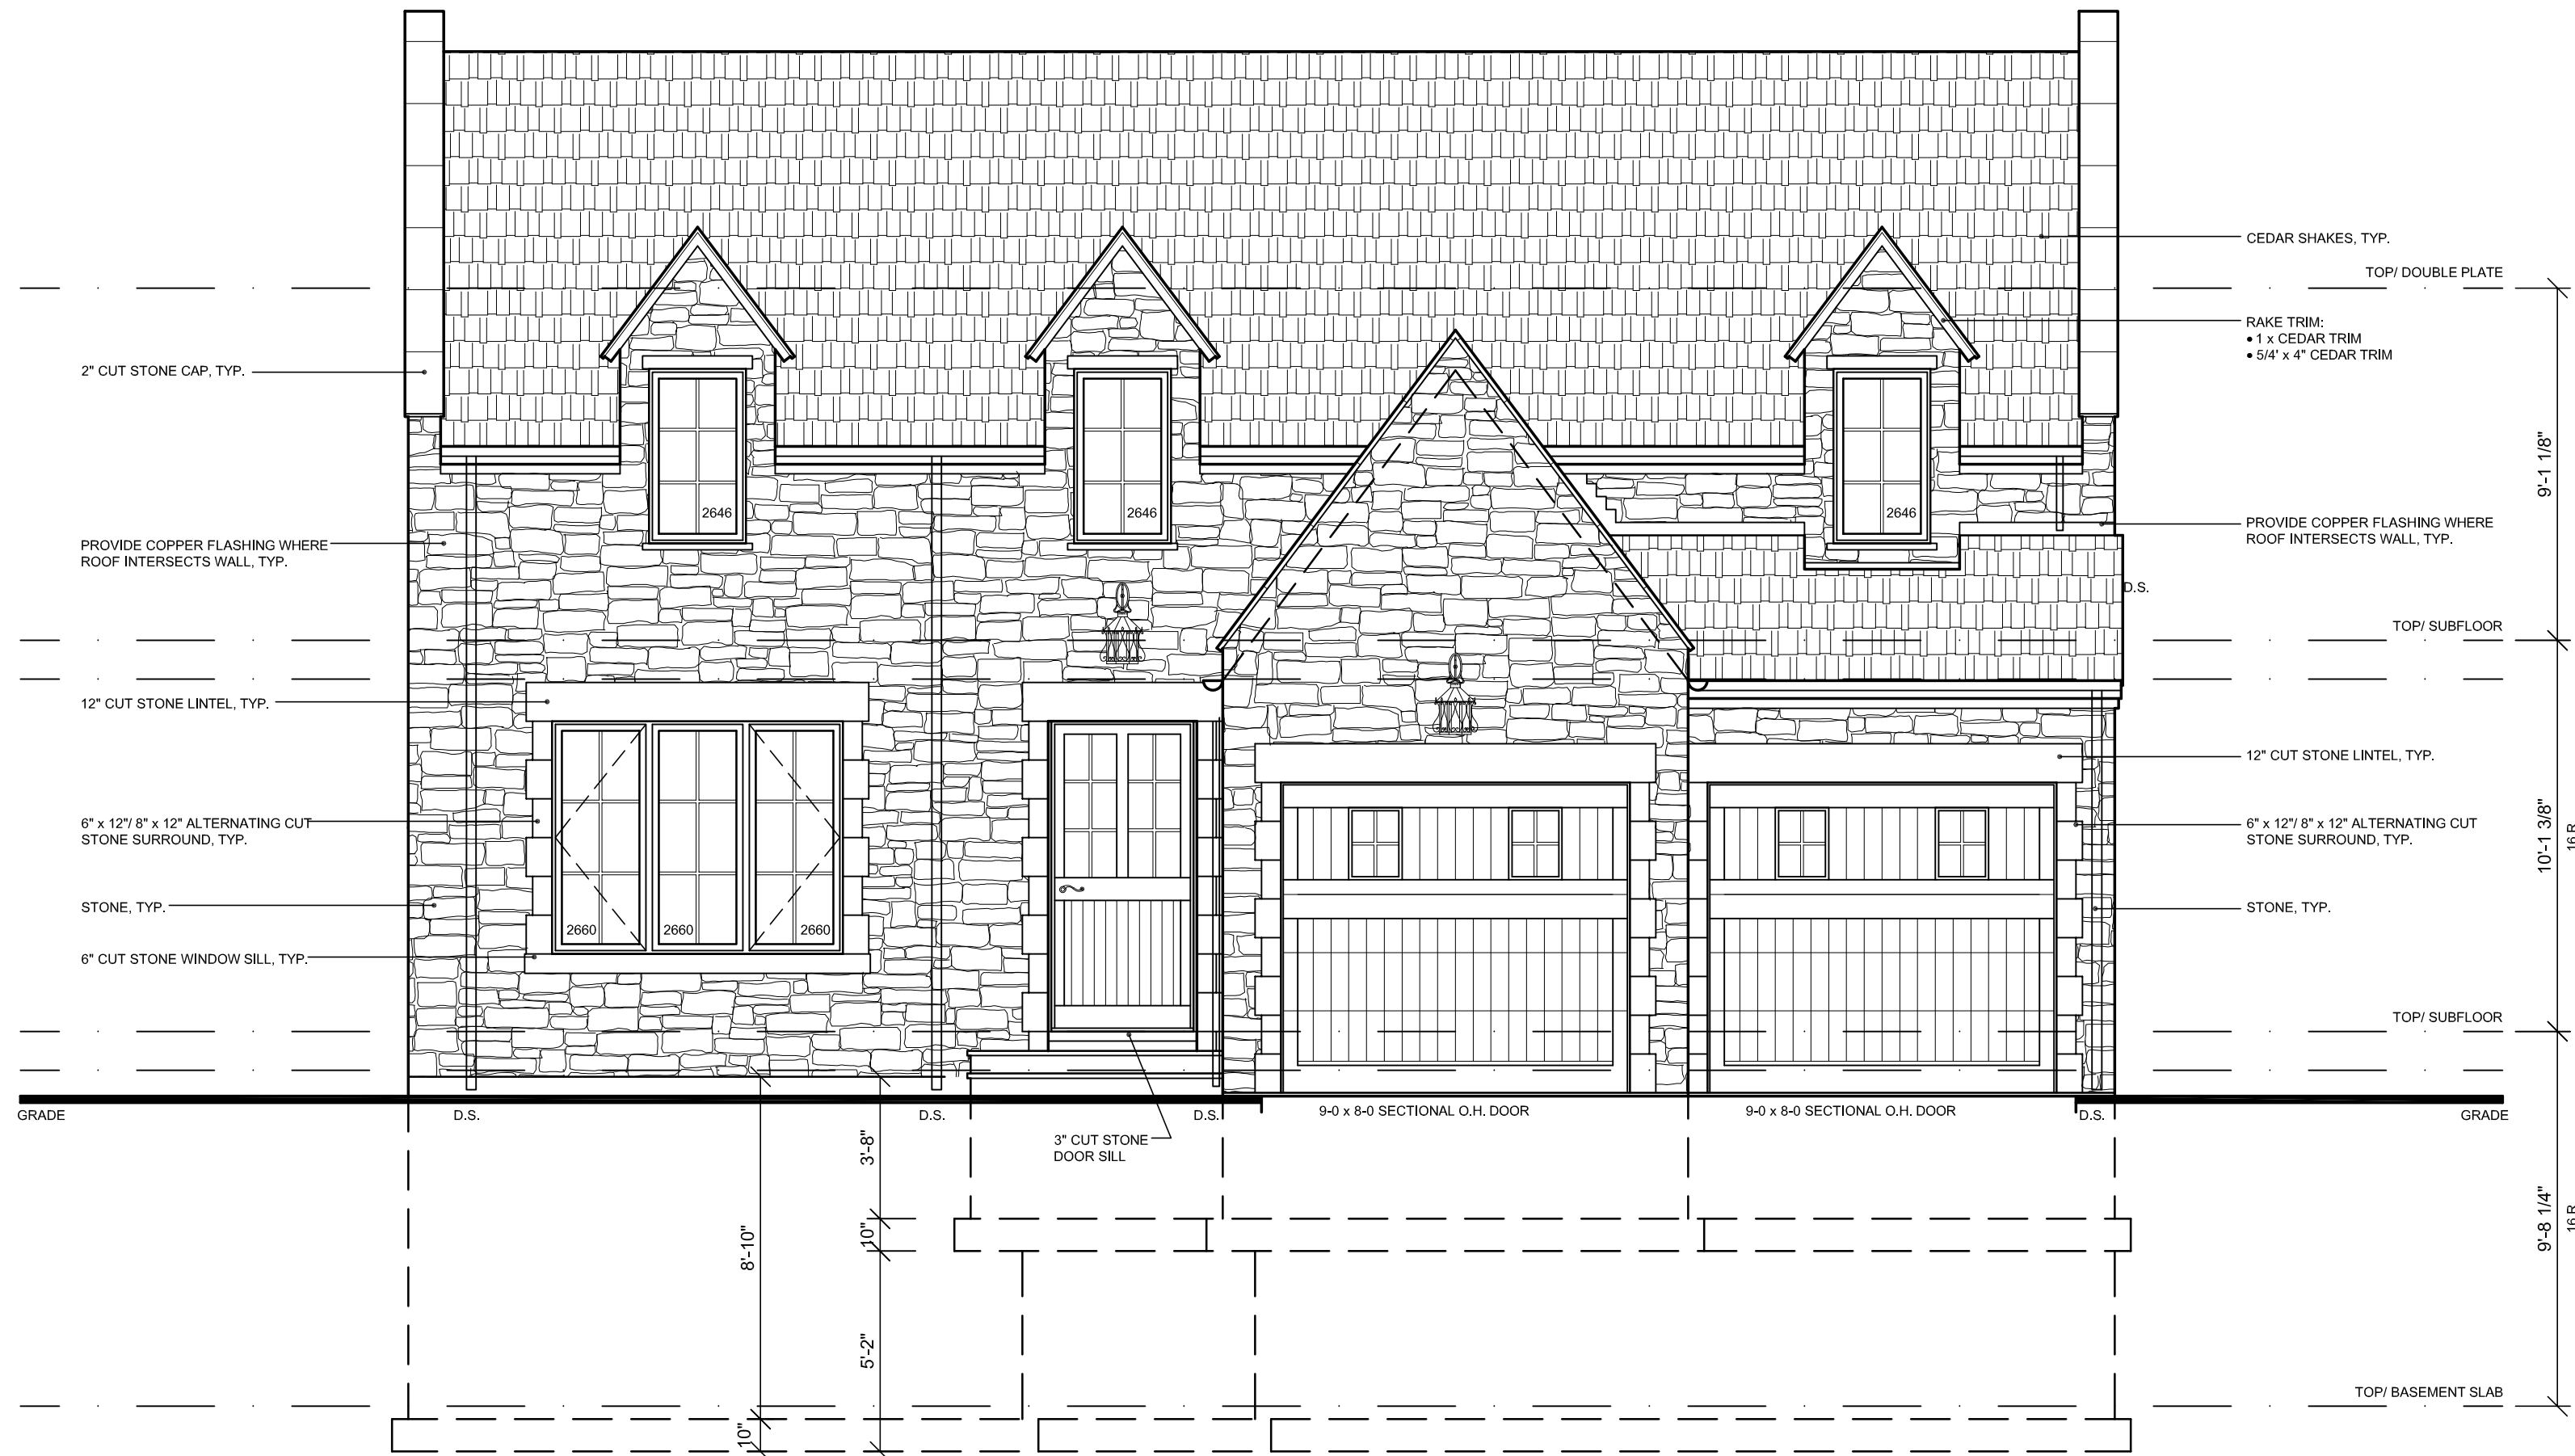 CEDAR SHAKES, TYP.
TOP/ DOUBLE PLATE
RAKE TRIM:
• 1 x CEDAR TRIM
• 5/4' x 4" CEDAR TRIM
2" CUT STONE CAP, TYP.
9'-1 1/8"
2646
2646
2646
PROVIDE COPPER FLASHING WHERE
ROOF INTERSECTS WALL, TYP.
PROVIDE COPPER FLASHING WHERE
ROOF INTERSECTS WALL, TYP.
D.S.
TOP/ SUBFLOOR
12" CUT STONE LINTEL, TYP.
12" CUT STONE LINTEL, TYP.
6" x 12"/ 8" x 12" ALTERNATING CUT
STONE SURROUND, TYP.
6" x 12"/ 8" x 12" ALTERNATING CUT
STONE SURROUND, TYP.
10'-1 3/8"
16 R
STONE, TYP.
STONE, TYP.
2660
2660
2660
6" CUT STONE WINDOW SILL, TYP.
TOP/ SUBFLOOR
GRADE
D.S.
D.S.
D.S.
9-0 x 8-0 SECTIONAL O.H. DOOR
9-0 x 8-0 SECTIONAL O.H. DOOR
D.S.
GRADE
3" CUT STONE
DOOR SILL
3'-8"
10"
8'-10"
5'-2"
10"
9'-8 1/4"
16 R
TOP/ BASEMENT SLAB